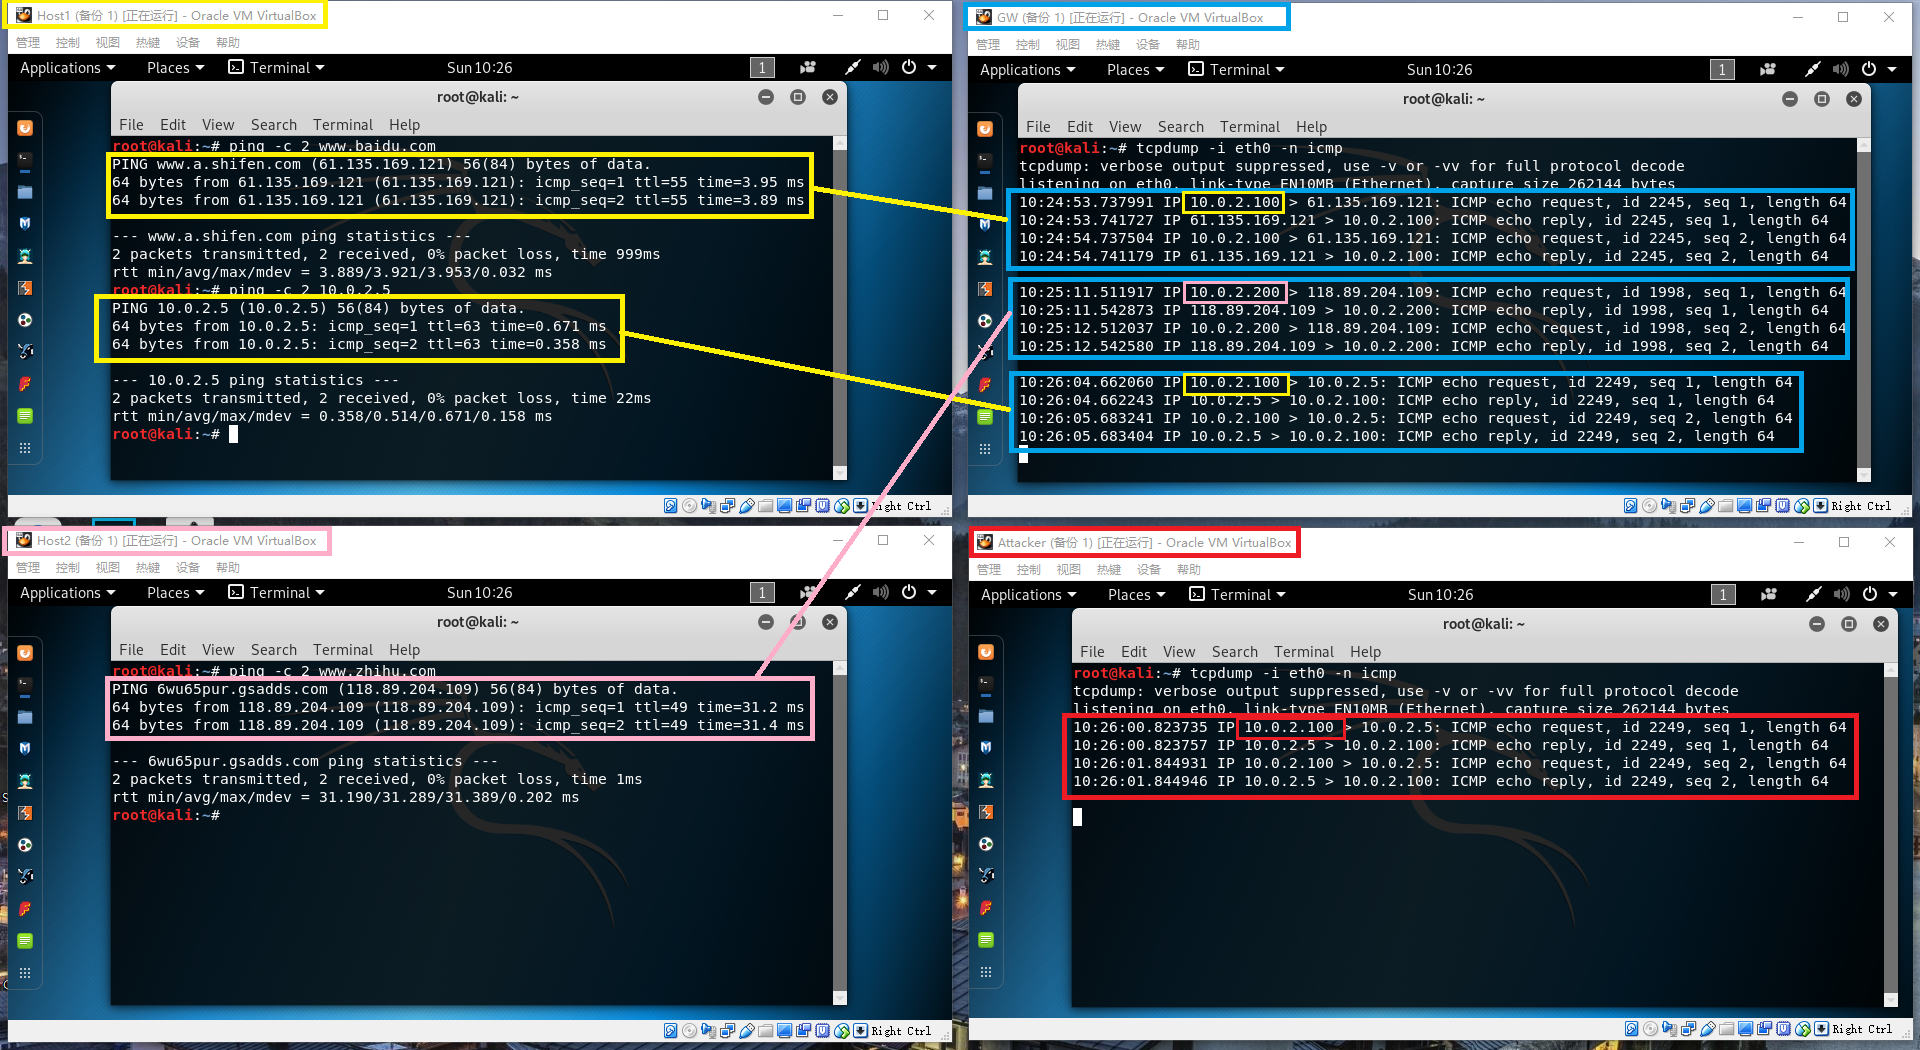 Host1 (备份 1) [正在运行] - Oracle VM VirtualBox
管理 控制 视图 热键 设备 帮助
Applications Places Terminal Sun 10:26 1
root@kali: ~
File Edit View Search Terminal Help
root@kali:~# ping -c 2 www.baidu.com
PING www.a.shifen.com (61.135.169.121) 56(84) bytes of data.
64 bytes from 61.135.169.121 (61.135.169.121): icmp_seq=1 ttl=55 time=3.95 ms
64 bytes from 61.135.169.121 (61.135.169.121): icmp_seq=2 ttl=55 time=3.89 ms
--- www.a.shifen.com ping statistics ---
2 packets transmitted, 2 received, 0% packet loss, time 999ms
rtt min/avg/max/mdev = 3.889/3.921/3.953/0.032 ms
root@kali:~# ping -c 2 10.0.2.5
PING 10.0.2.5 (10.0.2.5) 56(84) bytes of data.
64 bytes from 10.0.2.5: icmp_seq=1 ttl=63 time=0.671 ms
64 bytes from 10.0.2.5: icmp_seq=2 ttl=63 time=0.358 ms
--- 10.0.2.5 ping statistics ---
2 packets transmitted, 2 received, 0% packet loss, time 22ms
rtt min/avg/max/mdev = 0.358/0.514/0.671/0.158 ms
root@kali:~#
Right Ctrl
GW (备份 1) [正在运行] - Oracle VM VirtualBox
管理 控制 视图 热键 设备 帮助
Applications Places Terminal Sun 10:26 1
root@kali: ~
File Edit View Search Terminal Help
root@kali:~# tcpdump -i eth0 -n icmp
tcpdump: verbose output suppressed, use -v or -vv for full protocol decode
listening on eth0, link-type EN10MB (Ethernet), capture size 262144 bytes
10:24:53.737991 IP 10.0.2.100 > 61.135.169.121: ICMP echo request, id 2245, seq 1, length 64
10:24:53.741727 IP 61.135.169.121 > 10.0.2.100: ICMP echo reply, id 2245, seq 1, length 64
10:24:54.737504 IP 10.0.2.100 > 61.135.169.121: ICMP echo request, id 2245, seq 2, length 64
10:24:54.741179 IP 61.135.169.121 > 10.0.2.100: ICMP echo reply, id 2245, seq 2, length 64
10:25:11.511917 IP 10.0.2.200 > 118.89.204.109: ICMP echo request, id 1998, seq 1, length 64
10:25:11.542873 IP 118.89.204.109 > 10.0.2.200: ICMP echo reply, id 1998, seq 1, length 64
10:25:12.512037 IP 10.0.2.200 > 118.89.204.109: ICMP echo request, id 1998, seq 2, length 64
10:25:12.542580 IP 118.89.204.109 > 10.0.2.200: ICMP echo reply, id 1998, seq 2, length 64
10:26:04.662060 IP 10.0.2.100 > 10.0.2.5: ICMP echo request, id 2249, seq 1, length 64
10:26:04.662243 IP 10.0.2.5 > 10.0.2.100: ICMP echo reply, id 2249, seq 1, length 64
10:26:05.683241 IP 10.0.2.100 > 10.0.2.5: ICMP echo request, id 2249, seq 2, length 64
10:26:05.683404 IP 10.0.2.5 > 10.0.2.100: ICMP echo reply, id 2249, seq 2, length 64
Right Ctrl
Host2 (备份 1) [正在运行] - Oracle VM VirtualBox
管理 控制 视图 热键 设备 帮助
Applications Places Terminal Sun 10:26 1
root@kali: ~
File Edit View Search Terminal Help
root@kali:~# ping -c 2 www.zhihu.com
PING 6wu65pur.gsadds.com (118.89.204.109) 56(84) bytes of data.
64 bytes from 118.89.204.109 (118.89.204.109): icmp_seq=1 ttl=49 time=31.2 ms
64 bytes from 118.89.204.109 (118.89.204.109): icmp_seq=2 ttl=49 time=31.4 ms
--- 6wu65pur.gsadds.com ping statistics ---
2 packets transmitted, 2 received, 0% packet loss, time 1ms
rtt min/avg/max/mdev = 31.190/31.289/31.389/0.202 ms
root@kali:~#
Right Ctrl
Attacker (备份 1) [正在运行] - Oracle VM VirtualBox
管理 控制 视图 热键 设备 帮助
Applications Places Terminal Sun 10:26 1
root@kali: ~
File Edit View Search Terminal Help
root@kali:~# tcpdump -i eth0 -n icmp
tcpdump: verbose output suppressed, use -v or -vv for full protocol decode
listening on eth0, link-type EN10MB (Ethernet), capture size 262144 bytes
10:26:00.823735 IP 10.0.2.100 > 10.0.2.5: ICMP echo request, id 2249, seq 1, length 64
10:26:00.823757 IP 10.0.2.5 > 10.0.2.100: ICMP echo reply, id 2249, seq 1, length 64
10:26:01.844931 IP 10.0.2.100 > 10.0.2.5: ICMP echo request, id 2249, seq 2, length 64
10:26:01.844946 IP 10.0.2.5 > 10.0.2.100: ICMP echo reply, id 2249, seq 2, length 64
Right Ctrl